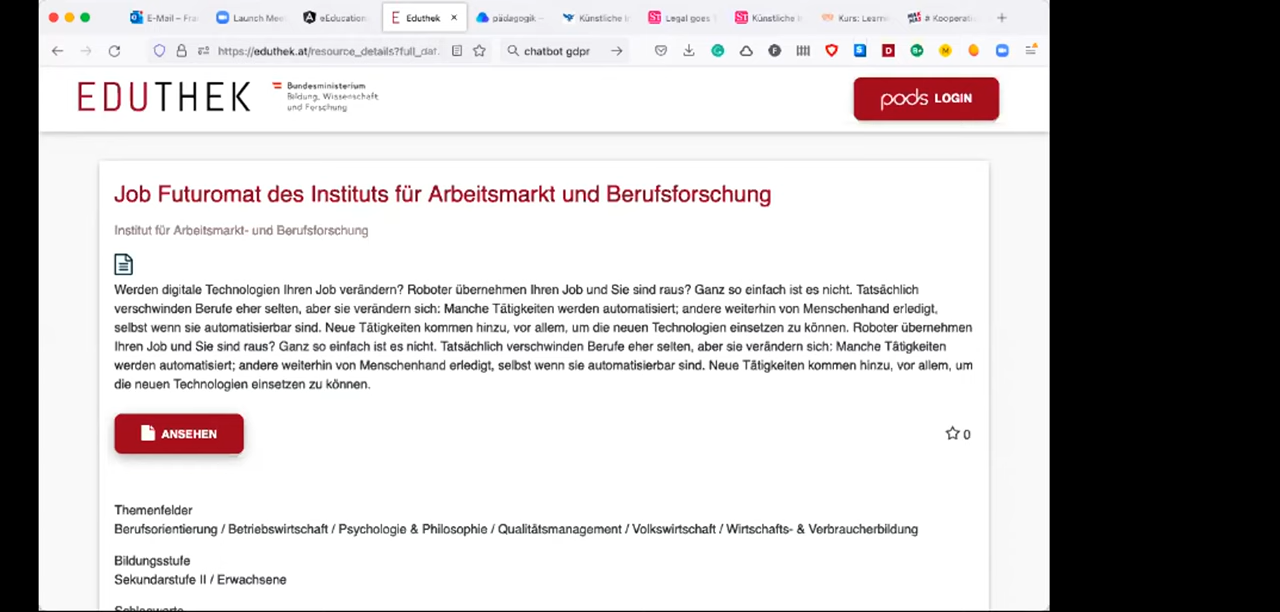 E-Mail – Fra
Launch Mee
eEducation
Eduthek
pädagogik –
Künstliche I
Legal goes
Künstliche
Kurs: Learn
# Kooperati
https://eduthek.at/resource_details?full_dat
chatbot gdpr
EDUTHEK
Bundesministerium
Bildung, Wissenschaft
und Forschung
pods LOGIN
Job Futuromat des Instituts für Arbeitsmarkt und Berufsforschung
Institut für Arbeitsmarkt- und Berufsforschung
Werden digitale Technologien Ihren Job verändern? Roboter übernehmen Ihren Job und Sie sind raus? Ganz so einfach ist es nicht. Tatsächlich
verschwinden Berufe eher selten, aber sie verändern sich: Manche Tätigkeiten werden automatisiert; andere weiterhin von Menschenhand erledigt,
selbst wenn sie automatisierbar sind. Neue Tätigkeiten kommen hinzu, vor allem, um die neuen Technologien einsetzen zu können. Roboter übernehmen
Ihren Job und Sie sind raus? Ganz so einfach ist es nicht. Tatsächlich verschwinden Berufe eher selten, aber sie verändern sich: Manche Tätigkeiten
werden automatisiert; andere weiterhin von Menschenhand erledigt, selbst wenn sie automatisierbar sind. Neue Tätigkeiten kommen hinzu, vor allem, um
die neuen Technologien einsetzen zu können.
ANSEHEN
0
Themenfelder
Berufsorientierung / Betriebswirtschaft / Psychologie & Philosophie / Qualitätsmanagement / Volkswirtschaft / Wirtschafts- & Verbraucherbildung
Bildungsstufe
Sekundarstufe II / Erwachsene
Schlagworte